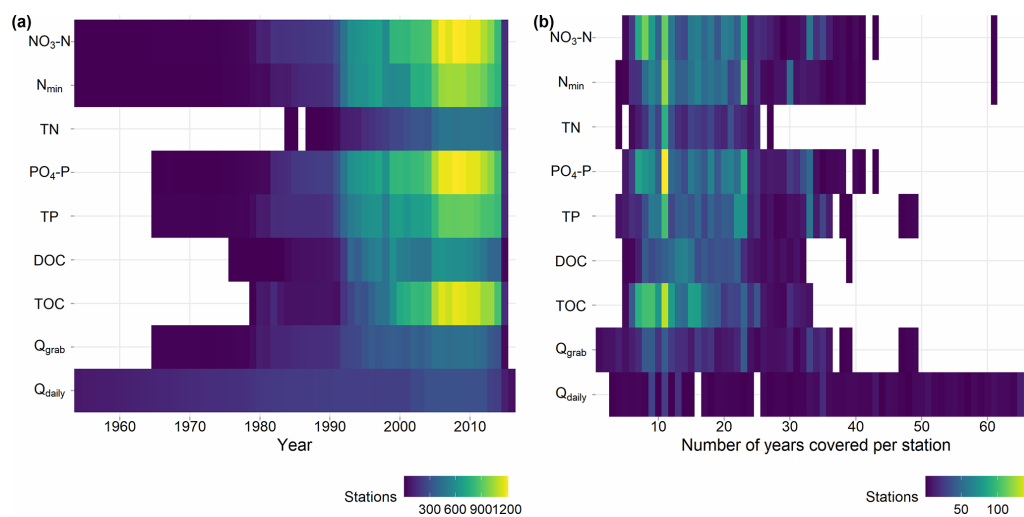 (a)
NO₃-N
Nmin
TN
PO₄-P
TP
DOC
TOC
Qgrab
Qdaily
1960 1970 1980 1990 2000 2010
Year
Stations
300 600 900 1200
(b)
NO₃-N
Nmin
TN
PO₄-P
TP
DOC
TOC
Qgrab
Qdaily
10 20 30 40 50 60
Number of years covered per station
Stations
50 100